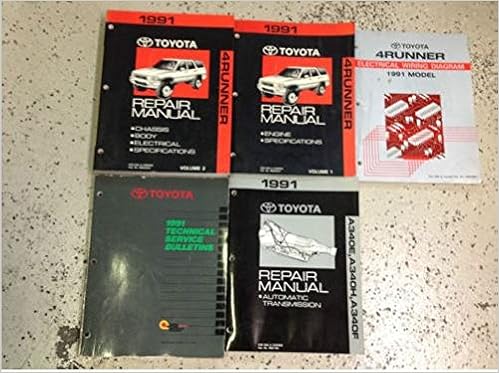 1991
TOYOTA
4RUNNER
REPAIR
MANUAL
CHASSIS
BODY
ELECTRICAL
SPECIFICATIONS
VOLUME 2
1991
TOYOTA
4RUNNER
REPAIR
MANUAL
ENGINE
SPECIFICATIONS
VOLUME 1
TOYOTA
4RUNNER
ELECTRICAL WIRING DIAGRAM
1991 MODEL
TOYOTA
1991
TECHNICAL
SERVICE
BULLETINS
1991
TOYOTA
A340E, A340H, A340F
REPAIR
MANUAL
AUTOMATIC
TRANSMISSION